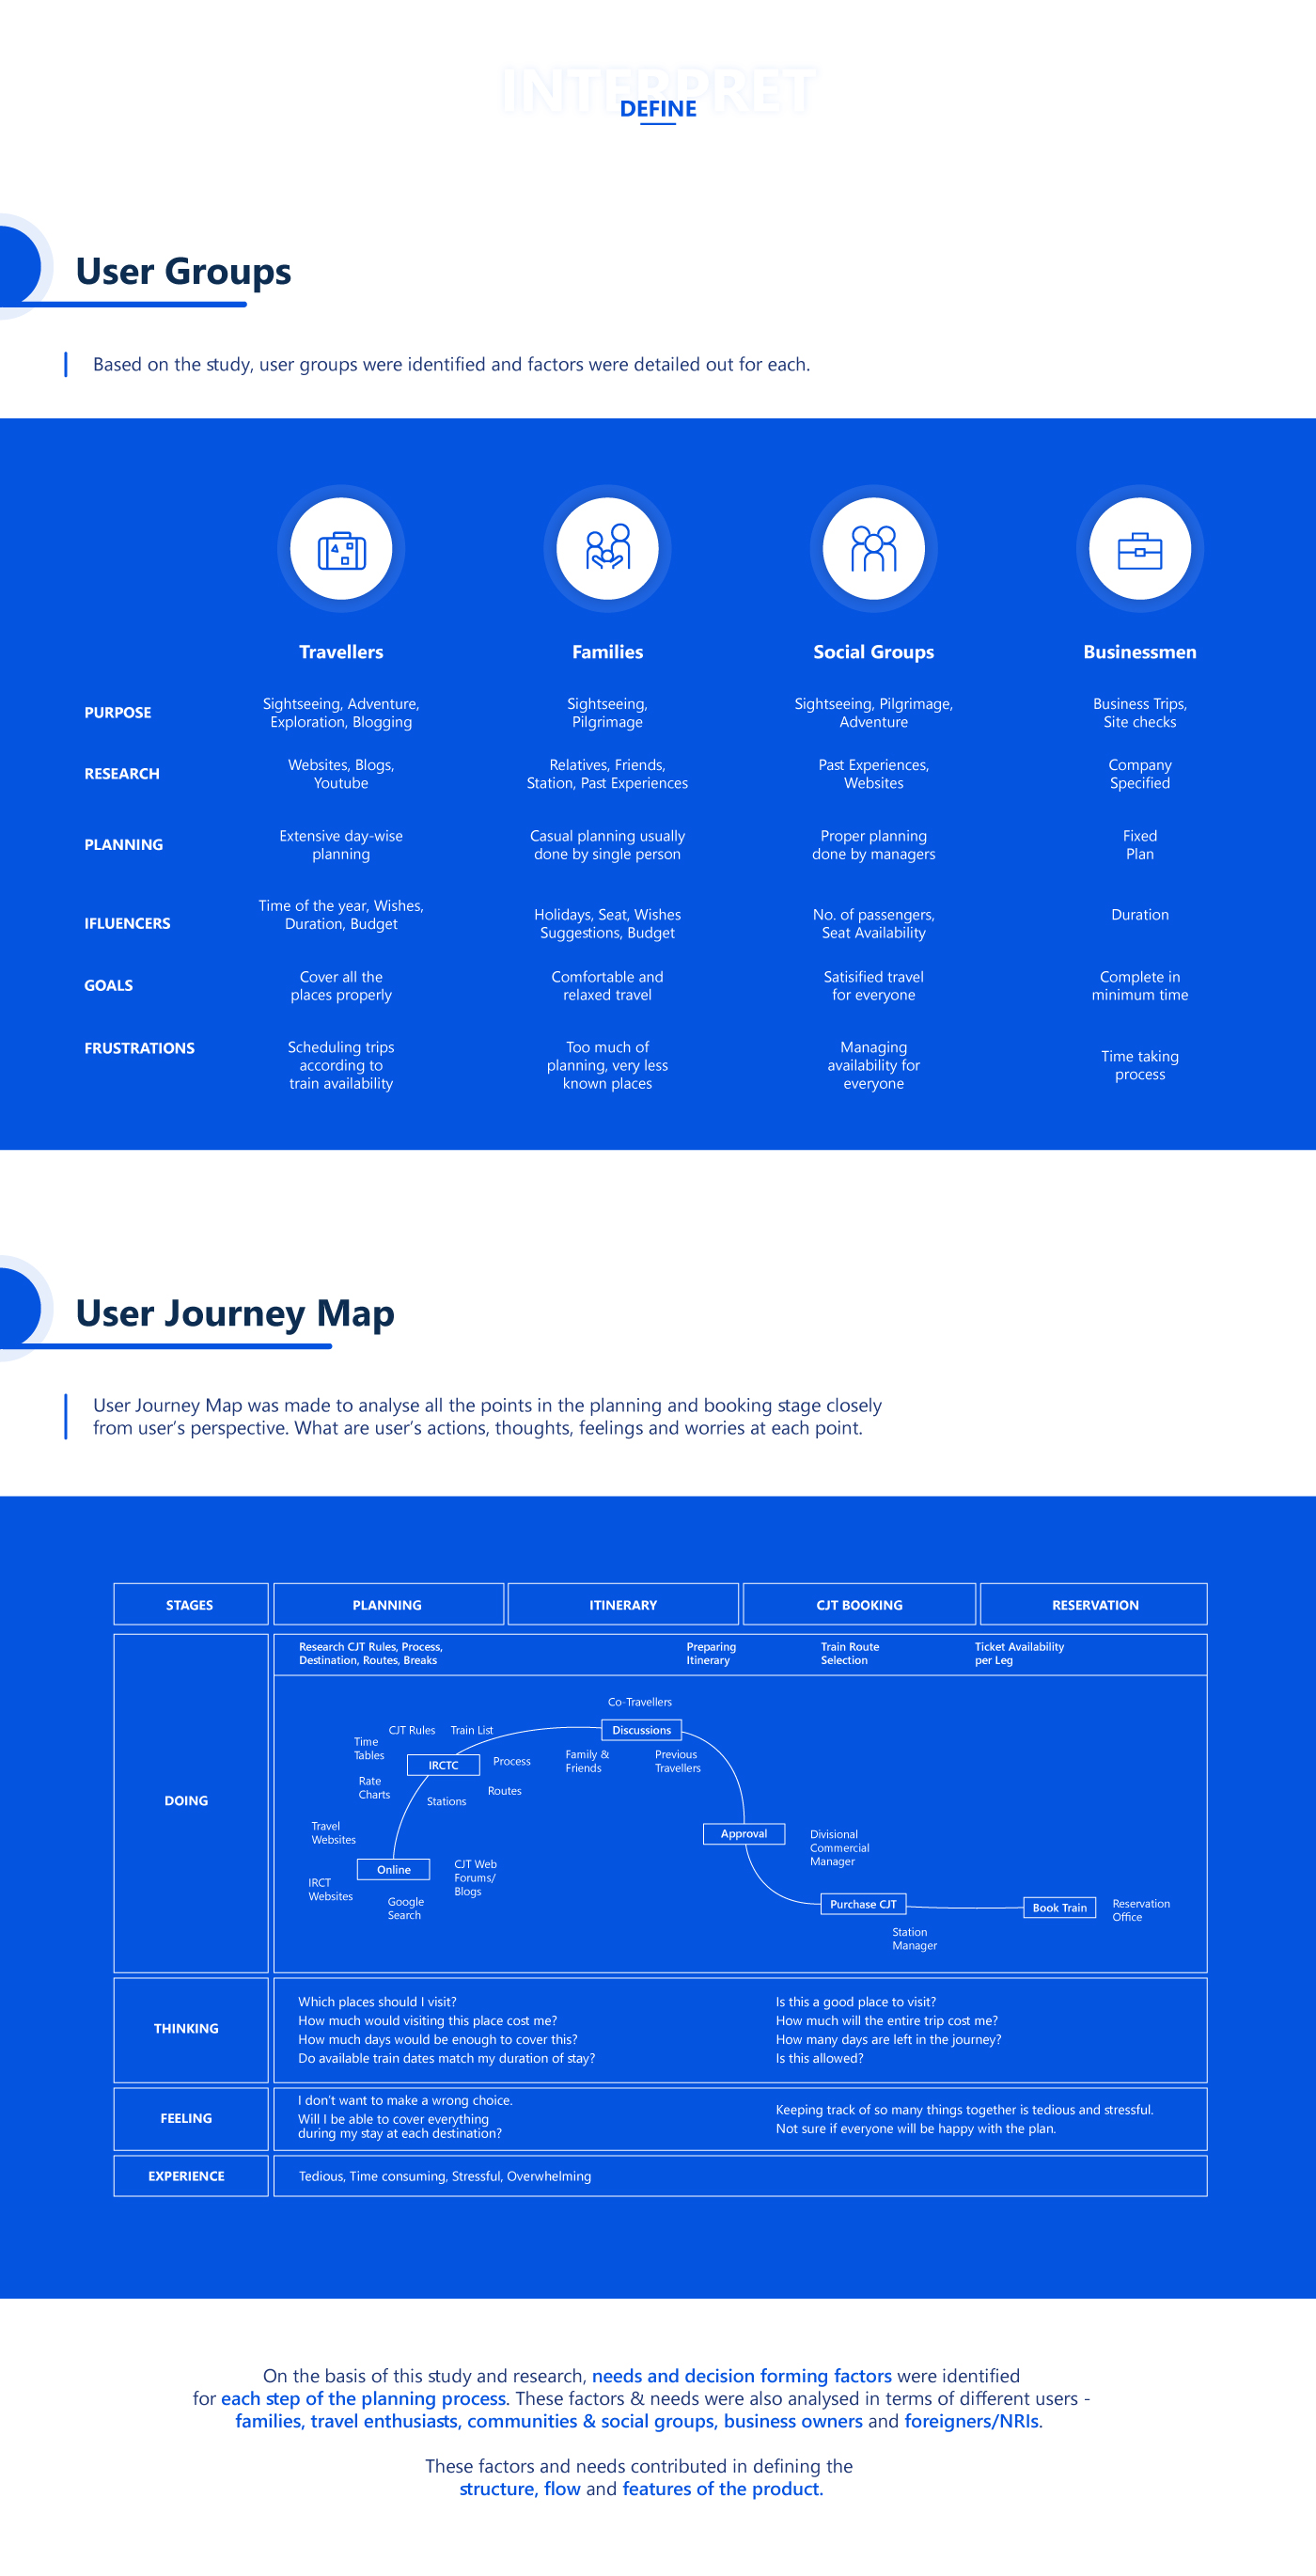 INTERPRET
DEFINE
User Groups
Based on the study, user groups were identified and factors were detailed out for each.
Travellers
Families
Social Groups
Businessmen
PURPOSE
Sightseeing, Adventure,
Exploration, Blogging
Sightseeing,
Pilgrimage
Sightseeing, Pilgrimage,
Adventure
Business Trips,
Site checks
RESEARCH
Websites, Blogs,
Youtube
Relatives, Friends,
Station, Past Experiences
Past Experiences,
Websites
Company
Specified
PLANNING
Extensive day-wise
planning
Casual planning usually
done by single person
Proper planning
done by managers
Fixed
Plan
IFLUENCERS
Time of the year, Wishes,
Duration, Budget
Holidays, Seat, Wishes
Suggestions, Budget
No. of passengers,
Seat Availability
Duration
GOALS
Cover all the
places properly
Comfortable and
relaxed travel
Satisified travel
for everyone
Complete in
minimum time
FRUSTRATIONS
Scheduling trips
according to
train availability
Too much of
planning, very less
known places
Managing
availability for
everyone
Time taking
process
User Journey Map
User Journey Map was made to analyse all the points in the planning and booking stage closely
from user's perspective. What are user's actions, thoughts, feelings and worries at each point.
STAGES
PLANNING
ITINERARY
CJT BOOKING
RESERVATION
DOING
Research CJT Rules, Process,
Destination, Routes, Breaks
Preparing
Itinerary
Train Route
Selection
Ticket Availability
per Leg
Co-Travellers
Discussions
Family &
Friends
Previous
Travellers
CJT Rules
Train List
Time
Tables
IRCTC
Process
Rate
Charts
Stations
Routes
Travel
Websites
Online
CJT Web
Forums/
Blogs
IRCT
Websites
Google
Search
Approval
Divisional
Commercial
Manager
Purchase CJT
Station
Manager
Book Train
Reservation
Office
THINKING
Which places should I visit?
How much would visiting this place cost me?
How much days would be enough to cover this?
Do available train dates match my duration of stay?
Is this a good place to visit?
How much will the entire trip cost me?
How many days are left in the journey?
Is this allowed?
FEELING
I don't want to make a wrong choice.
Will I be able to cover everything
during my stay at each destination?
Keeping track of so many things together is tedious and stressful.
Not sure if everyone will be happy with the plan.
EXPERIENCE
Tedious, Time consuming, Stressful, Overwhelming
On the basis of this study and research, needs and decision forming factors were identified
for each step of the planning process. These factors & needs were also analysed in terms of different users -
families, travel enthusiasts, communities & social groups, business owners and foreigners/NRIs.
These factors and needs contributed in defining the
structure, flow and features of the product.